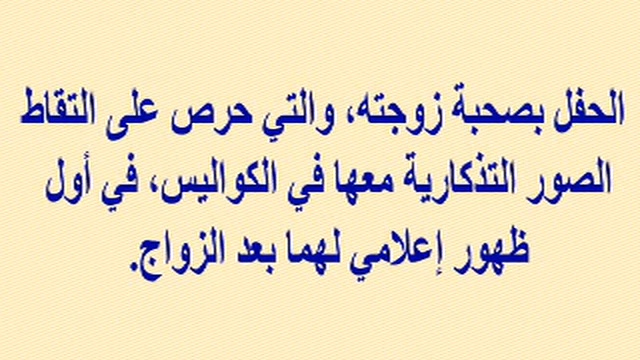 الحفل بصحبة زوجته، والتي حرص على التقاط
الصور التذكارية معها في الكواليس، في أول
ظهور إعلامي لهما بعد الزواج.